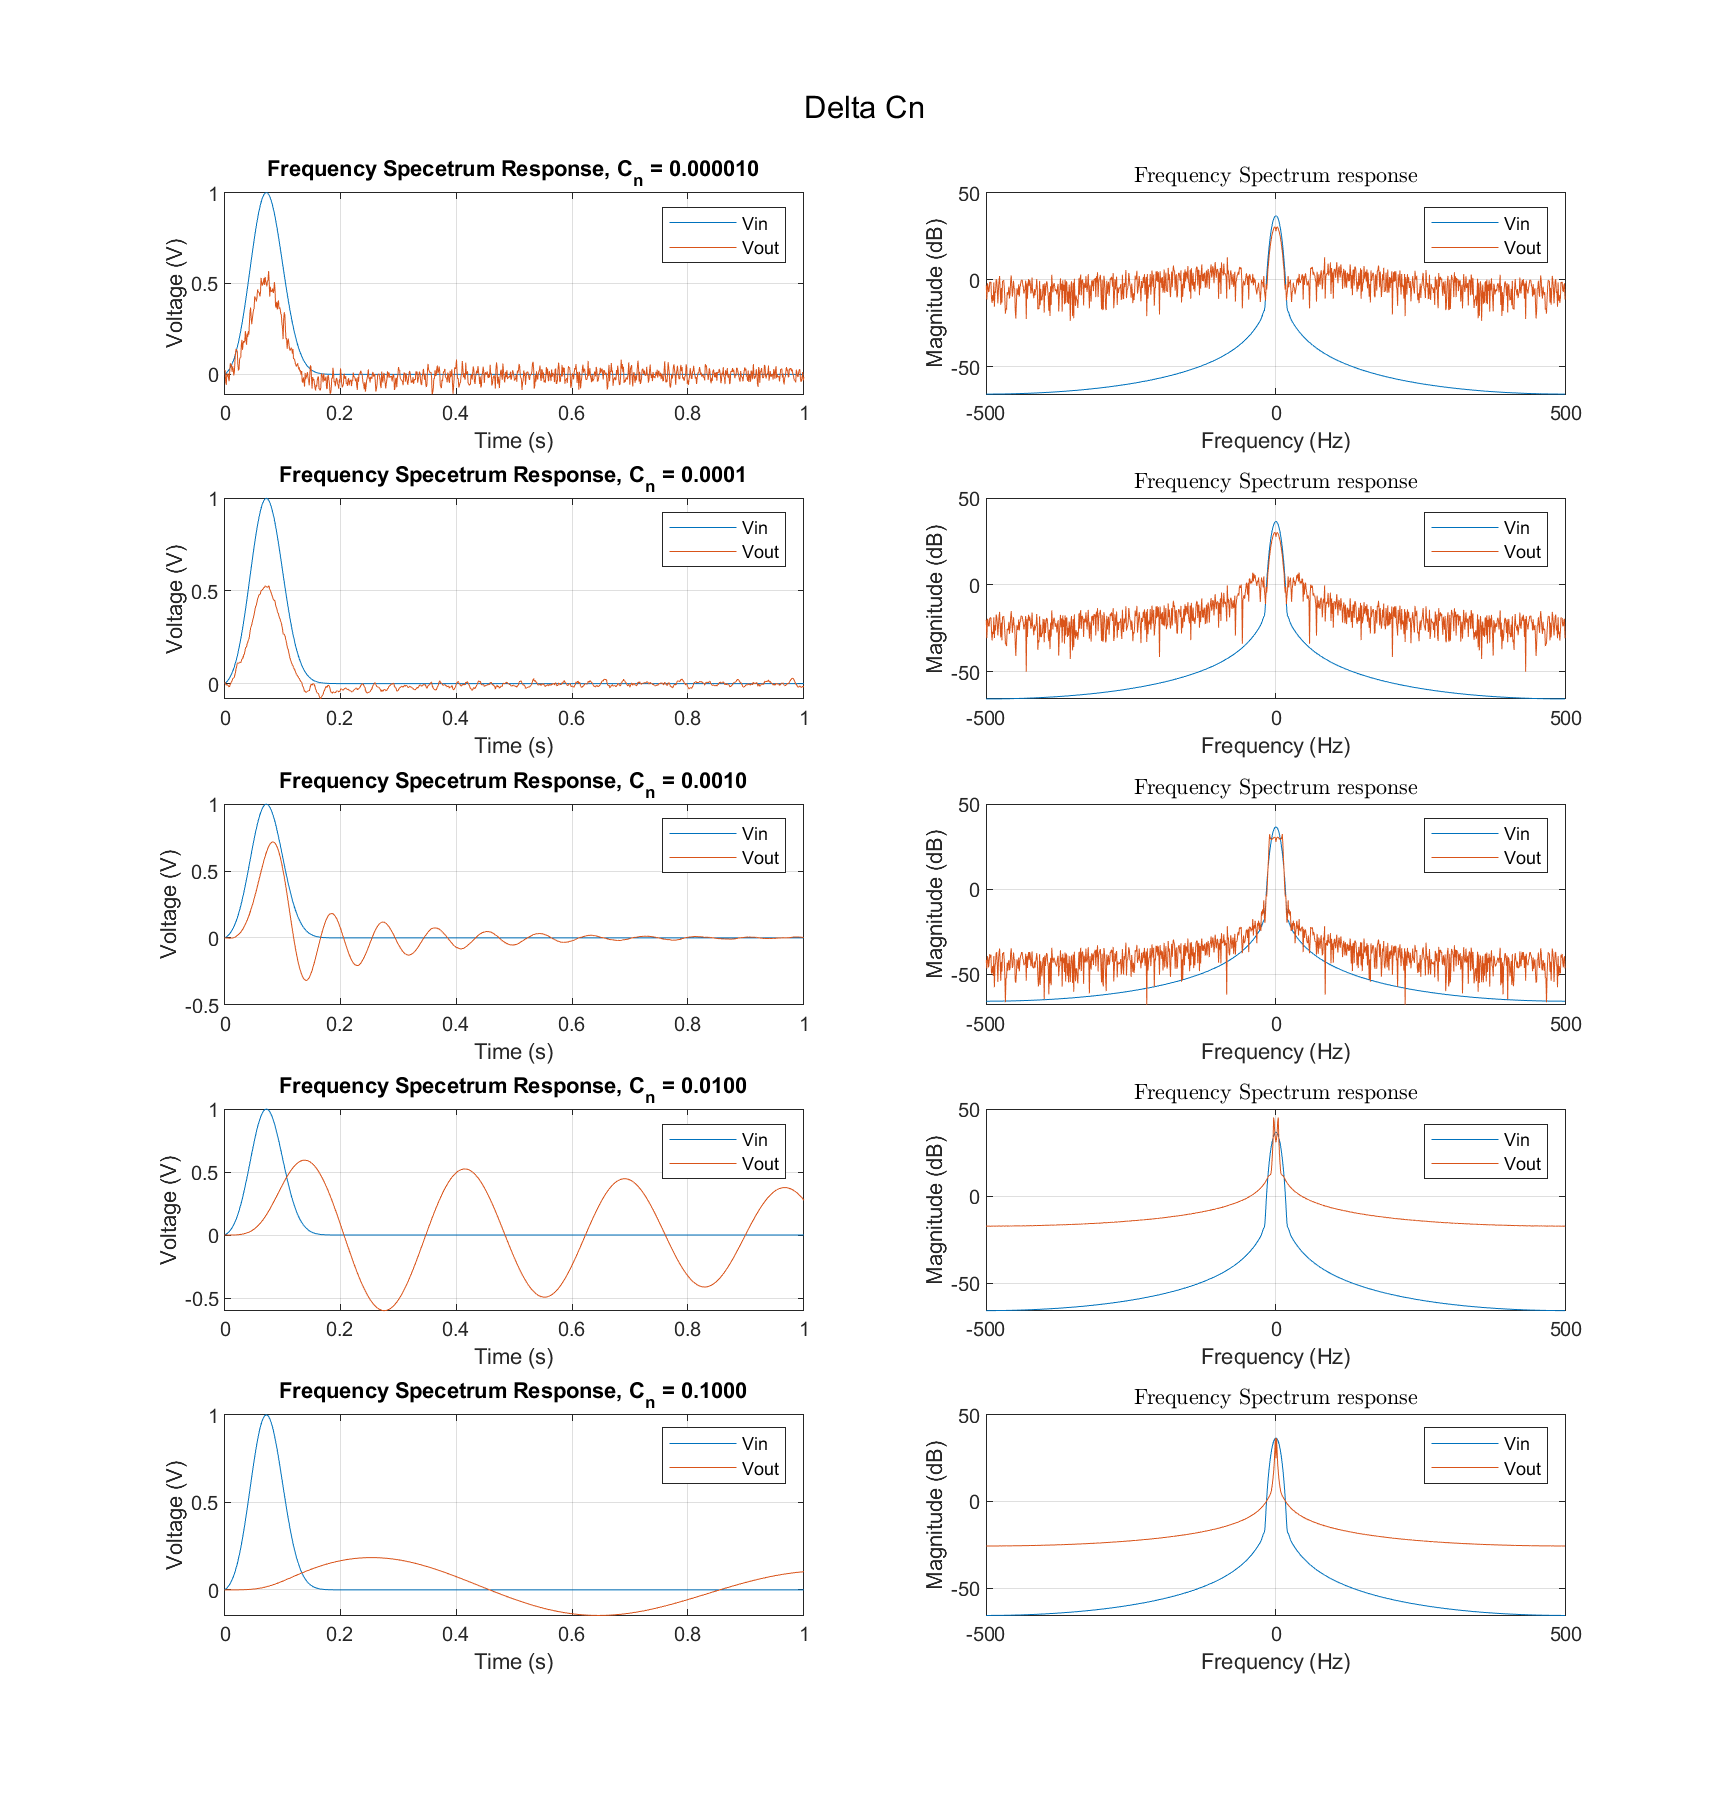 Delta Cn
Frequency Specetrum Response, Cn = 0.000010
1
0.5
0
Voltage (V)
Vin
Vout
0 0.2 0.4 0.6 0.8 1
Time (s)
Frequency Spectrum response
50
0
-50
Magnitude (dB)
Vin
Vout
-500 0 500
Frequency (Hz)
Frequency Specetrum Response, Cn = 0.0001
1
0.5
0
Voltage (V)
Vin
Vout
0 0.2 0.4 0.6 0.8 1
Time (s)
Frequency Spectrum response
50
0
-50
Magnitude (dB)
Vin
Vout
-500 0 500
Frequency (Hz)
Frequency Specetrum Response, Cn = 0.0010
1
0.5
0
-0.5
Voltage (V)
Vin
Vout
0 0.2 0.4 0.6 0.8 1
Time (s)
Frequency Spectrum response
50
0
-50
Magnitude (dB)
Vin
Vout
-500 0 500
Frequency (Hz)
Frequency Specetrum Response, Cn = 0.0100
1
0.5
0
-0.5
Voltage (V)
Vin
Vout
0 0.2 0.4 0.6 0.8 1
Time (s)
Frequency Spectrum response
50
0
-50
Magnitude (dB)
Vin
Vout
-500 0 500
Frequency (Hz)
Frequency Specetrum Response, Cn = 0.1000
1
0.5
0
Voltage (V)
Vin
Vout
0 0.2 0.4 0.6 0.8 1
Time (s)
Frequency Spectrum response
50
0
-50
Magnitude (dB)
Vin
Vout
-500 0 500
Frequency (Hz)